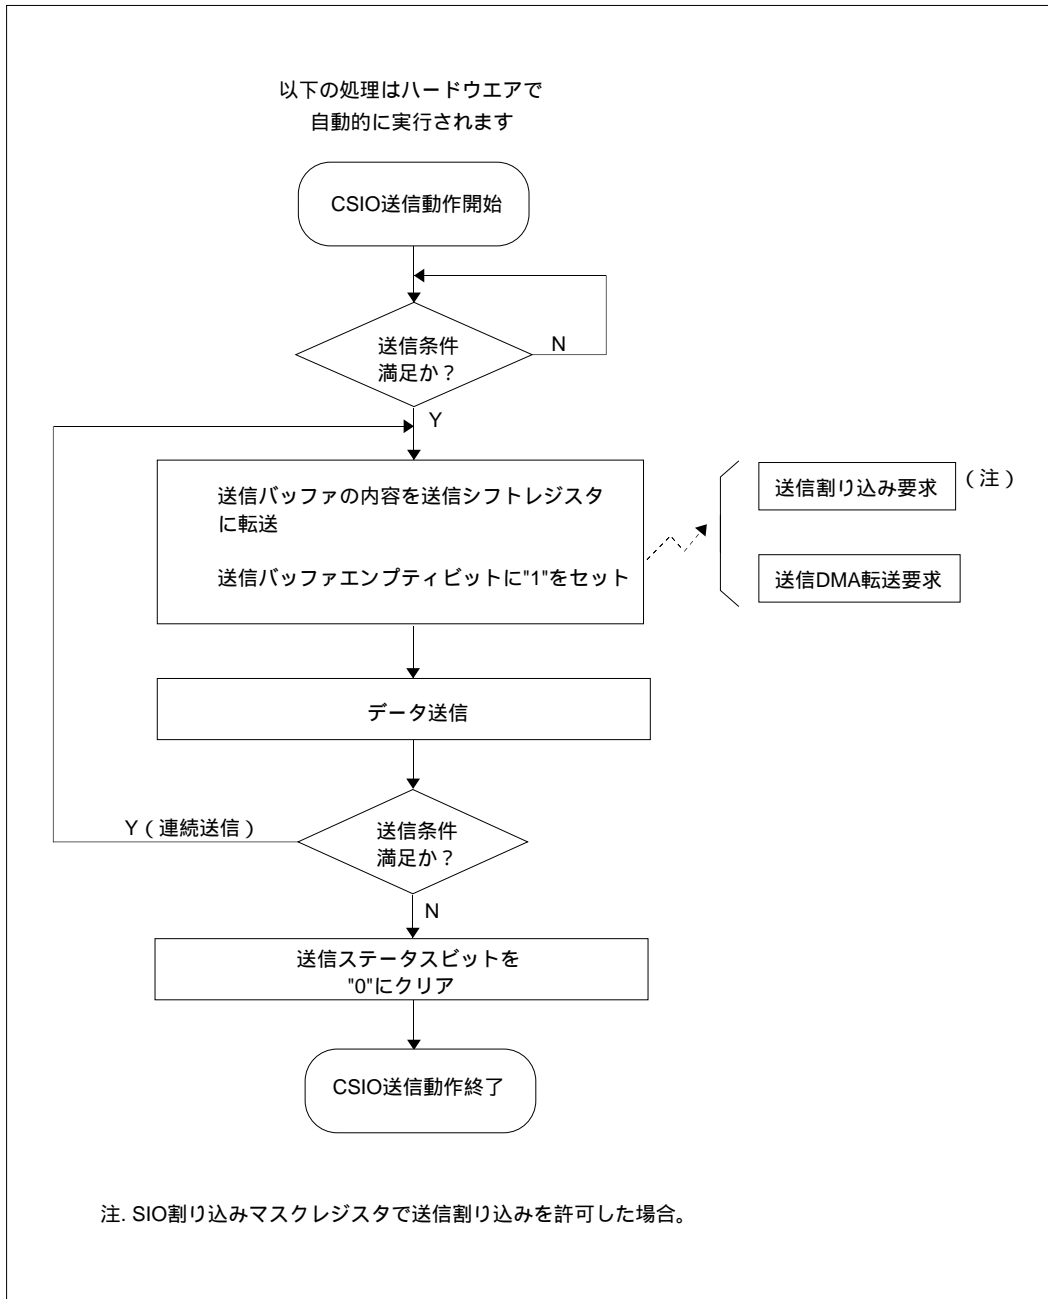 以下の処理はハードウエアで
自動的に実行されます
CSIO送信動作開始
送信条件
満足か?
N
Y
送信バッファの内容を送信シフトレジスタ
に転送
送信バッファエンプティビットに"1"をセット
送信割り込み要求
(注)
送信DMA転送要求
データ送信
送信条件
満足か?
Y(連続送信)
N
送信ステータスビットを
"0"にクリア
CSIO送信動作終了
注. SIO割り込みマスクレジスタで送信割り込みを許可した場合。